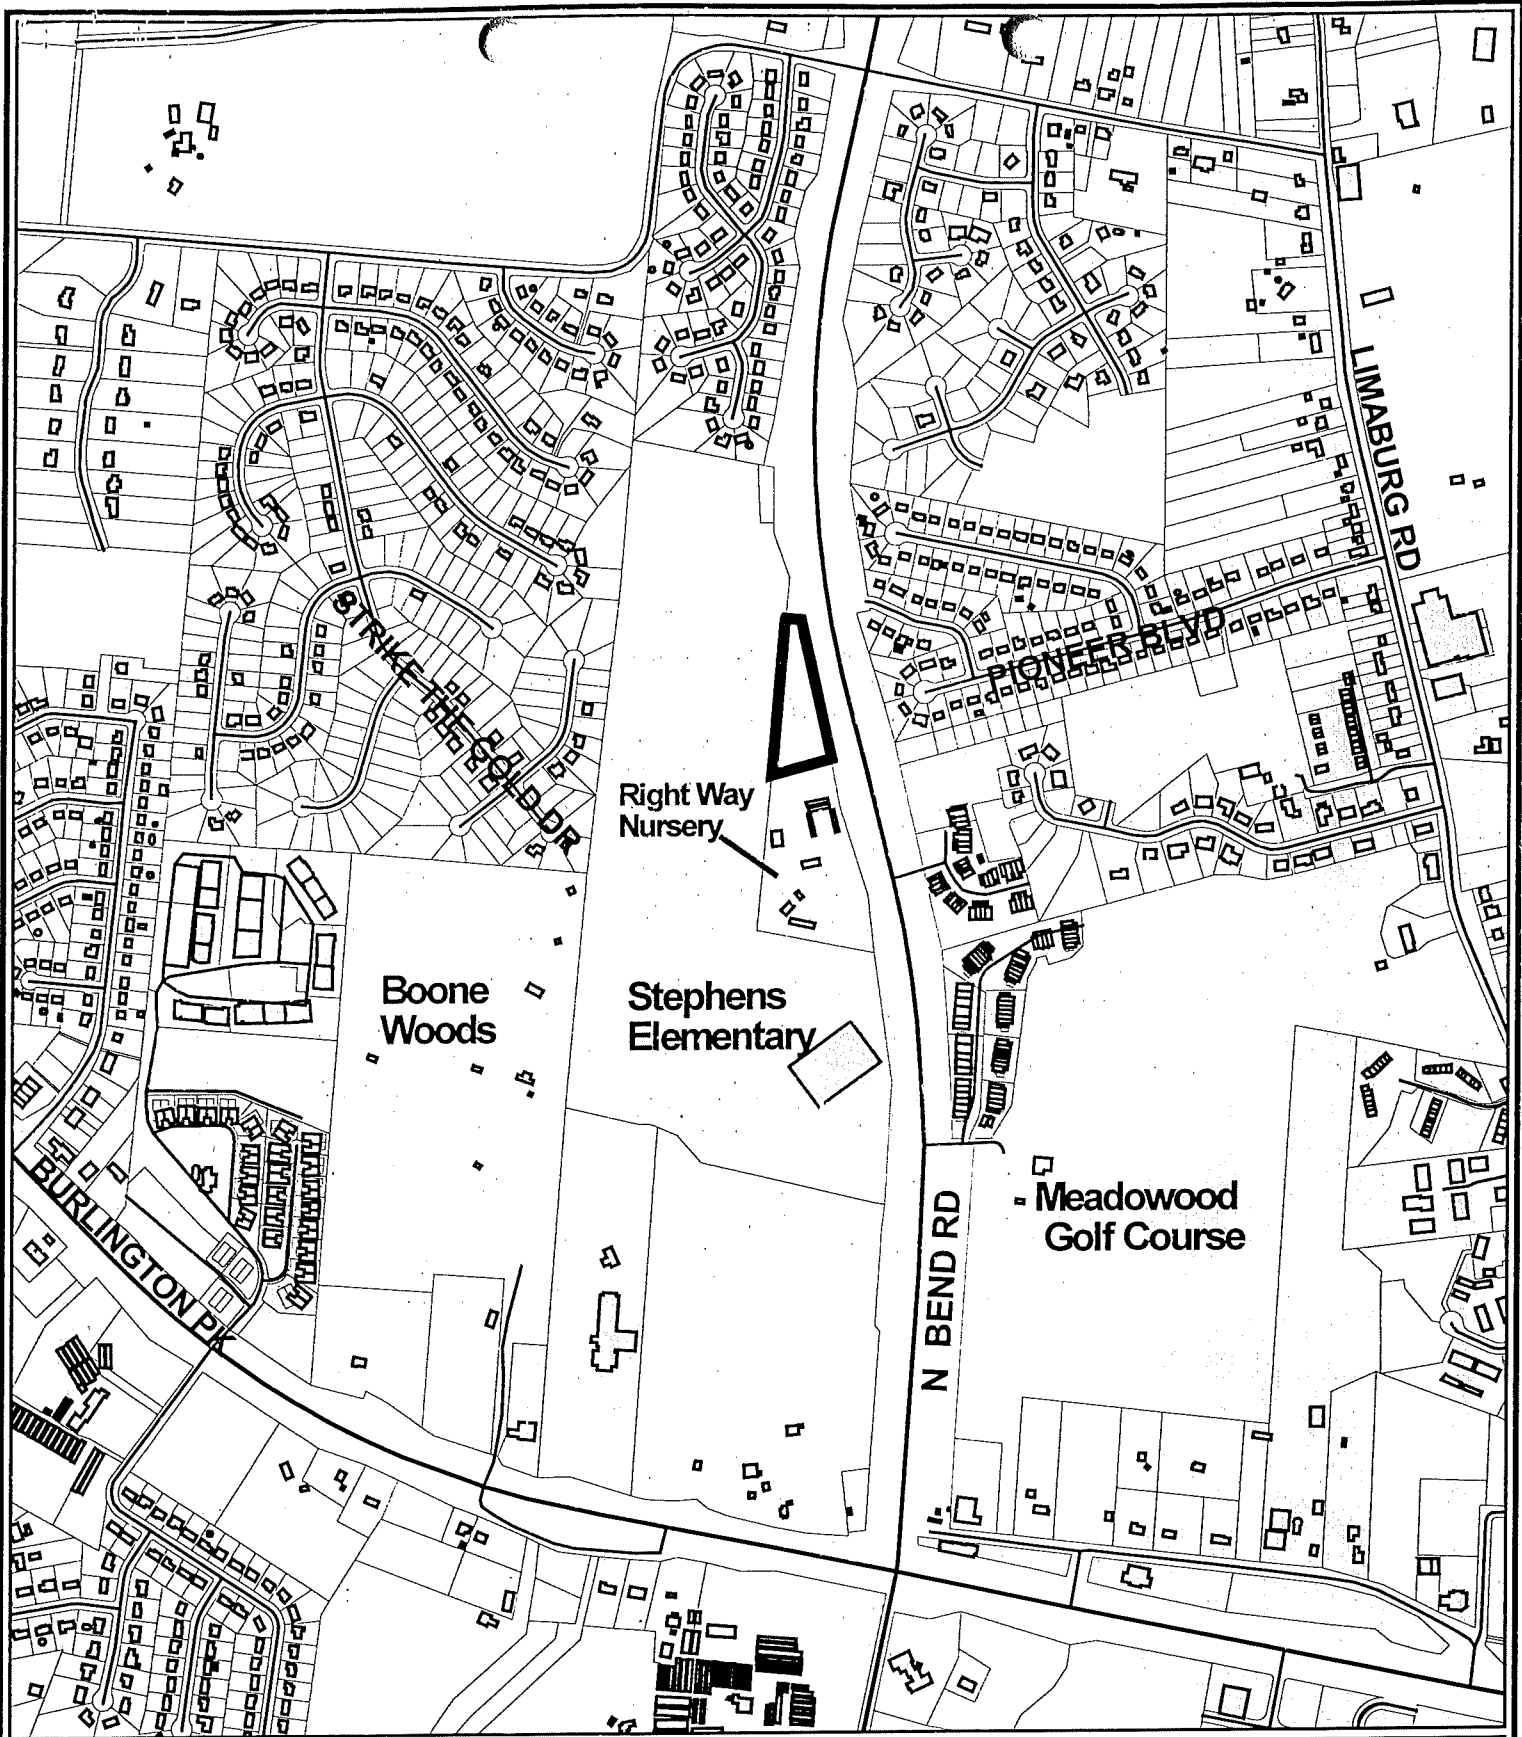 LIMABURG RD
STRIKE THE GOLD DR
PIONEER BLVD
Right Way
Nursery
Boone
Woods
Stephens
Elementary
BURLINGTON PK
N BEND RD
Meadowood
Golf Course